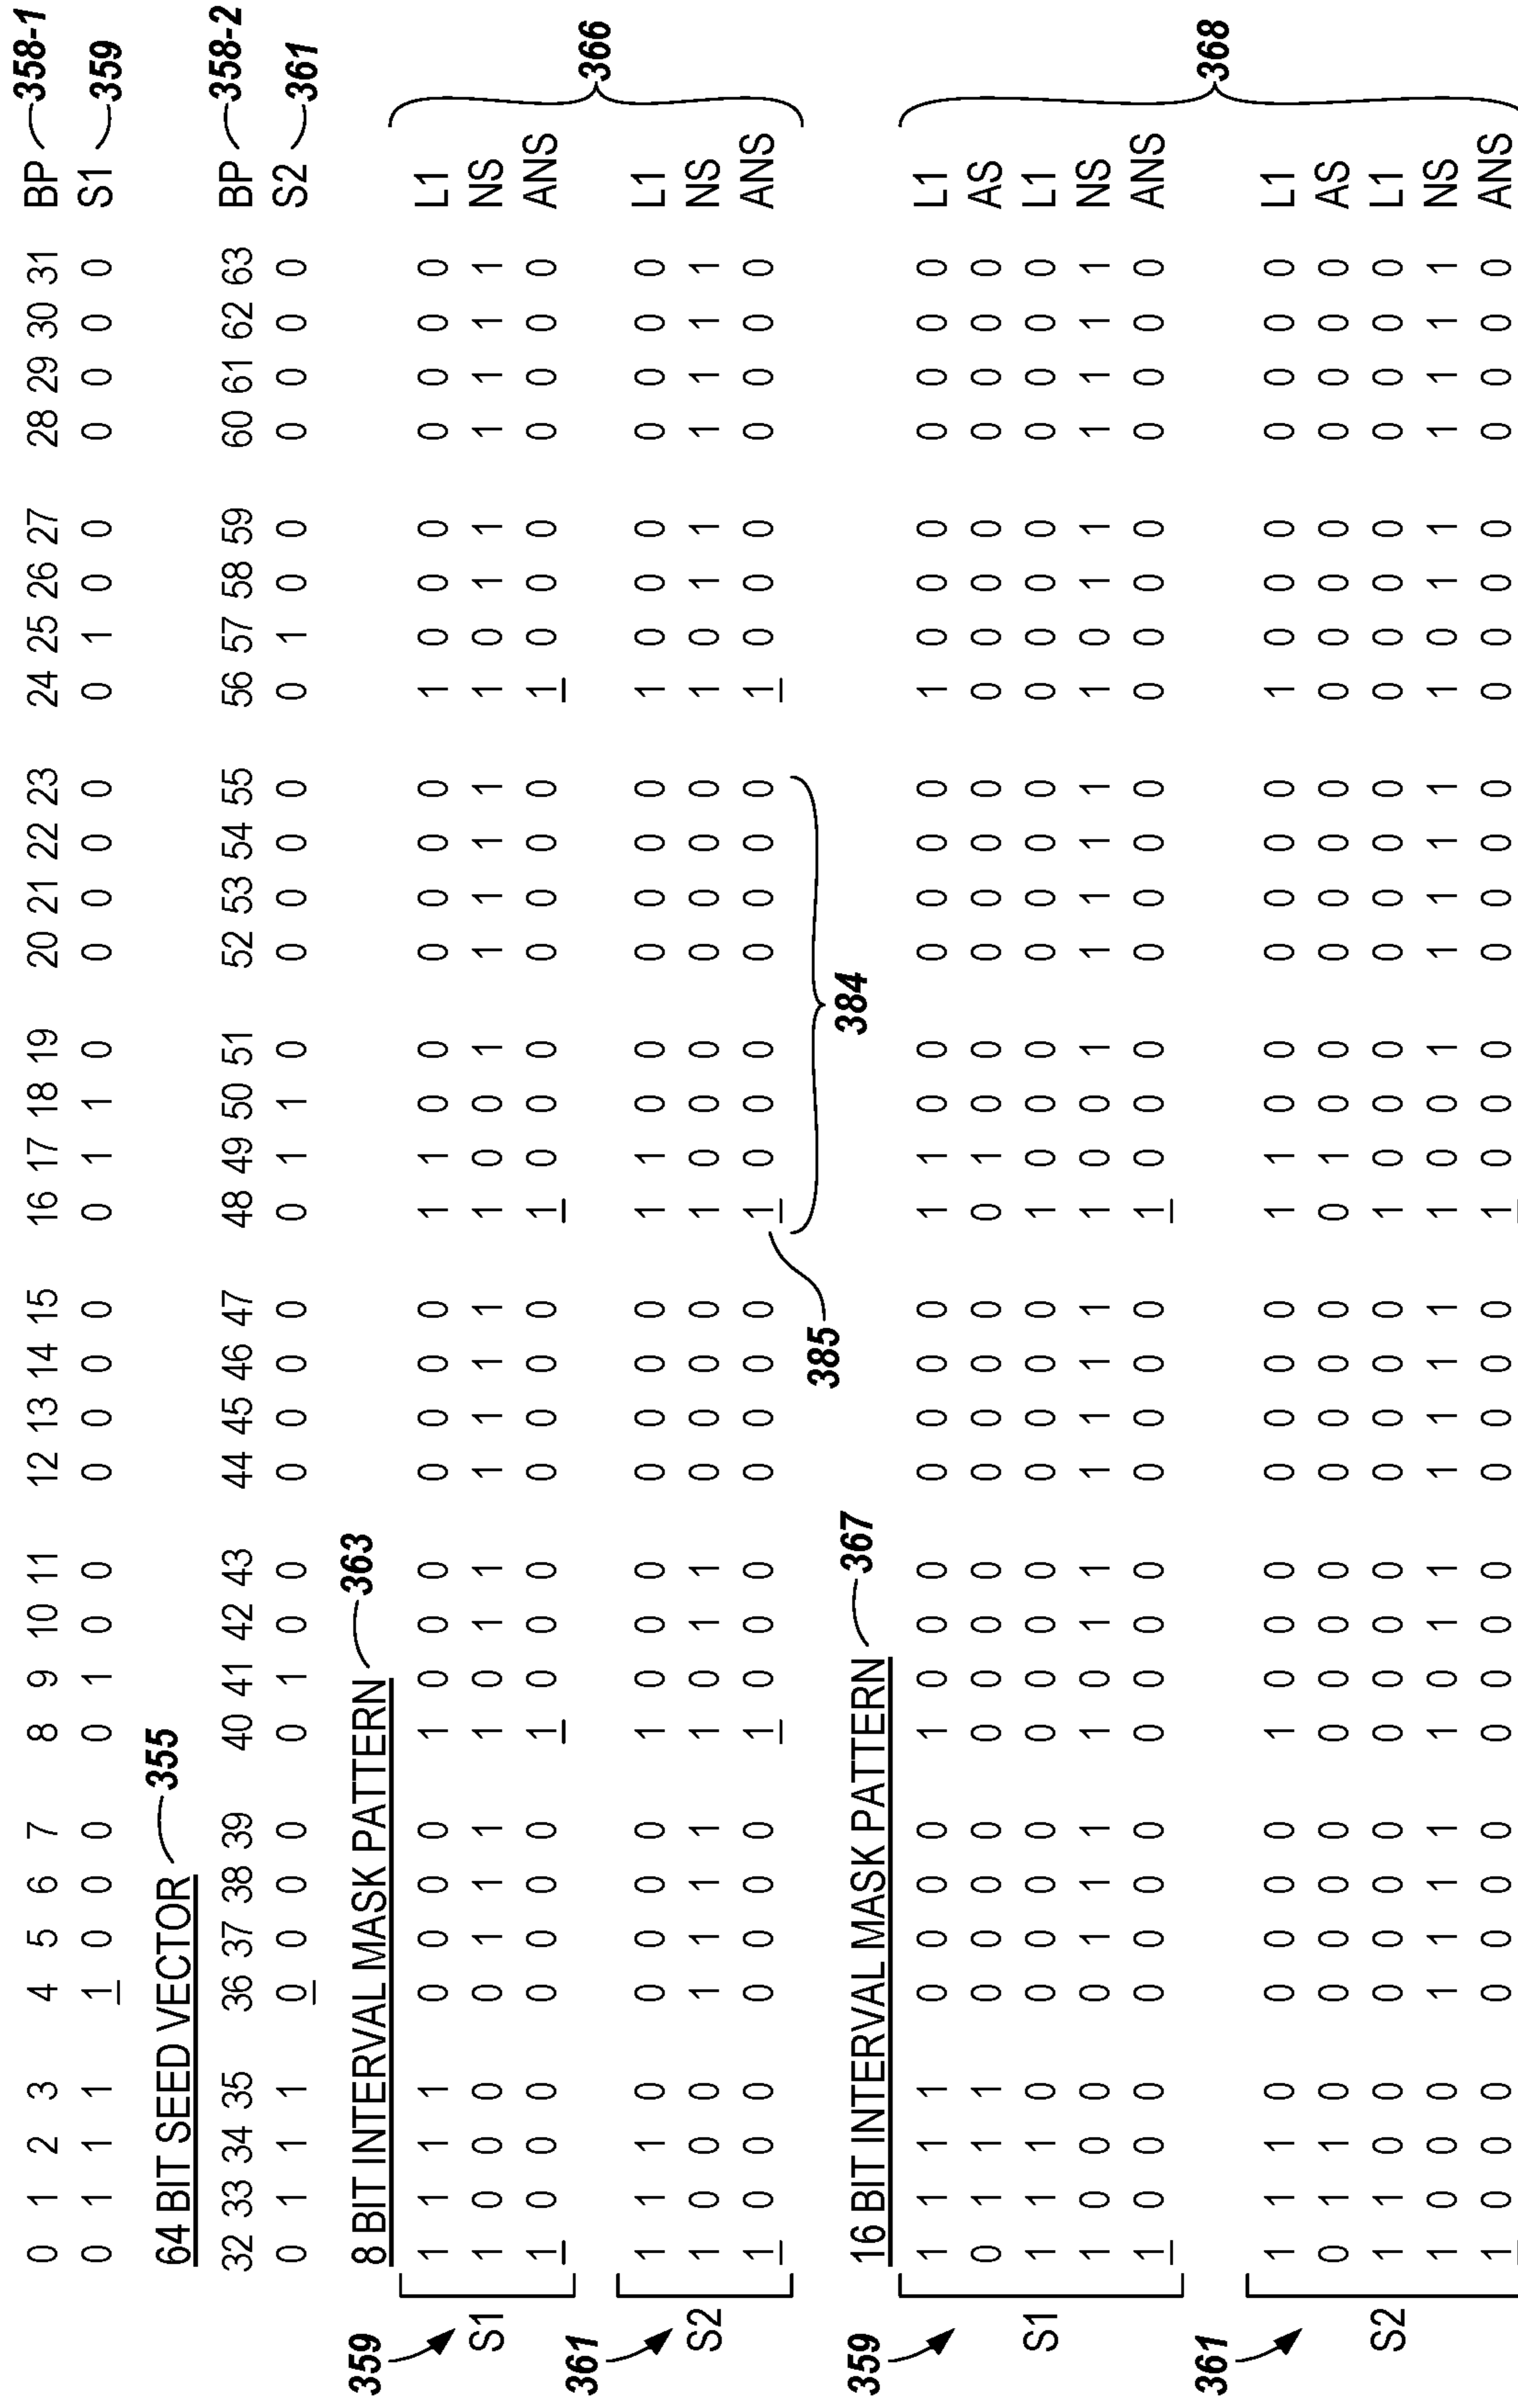 0 1 2 3 4 5 6 7 8 9 10 11 12 13 14 15 16 17 18 19 20 21 22 23 24 25 26 27 28 29 30 31 BP 358-1
0 1 1 1 1 0 0 0 0 1 0 0 0 0 0 0 0 1 1 0 0 0 0 0 0 1 0 0 0 0 0 0 S1 359
64 BIT SEED VECTOR 355
32 33 34 35 36 37 38 39 40 41 42 43 44 45 46 47 48 49 50 51 52 53 54 55 56 57 58 59 60 61 62 63 BP 358-2
0 1 1 1 0 0 0 0 0 1 0 0 0 0 0 0 0 1 1 0 0 0 0 0 0 1 0 0 0 0 0 0 S2 361
8 BIT INTERVAL MASK PATTERN 363
359
1 1 1 1 0 0 0 0 1 0 0 0 0 0 0 0 1 1 0 0 0 0 0 0 1 0 0 0 0 0 0 0 L1
S1 1 0 0 0 0 1 1 1 1 0 1 1 1 1 1 1 1 0 0 1 1 1 1 1 1 0 1 1 1 1 1 1 NS
1 0 0 0 0 0 0 0 1 0 0 0 0 0 0 0 1 0 0 0 0 0 0 0 1 0 0 0 0 0 0 0 ANS
366
361
1 1 1 0 0 0 0 0 1 0 0 0 0 0 0 0 1 1 0 0 0 0 0 0 1 0 0 0 0 0 0 0 L1
S2 1 0 0 0 1 1 1 1 1 0 1 1 0 0 0 0 1 0 0 0 0 0 0 0 1 0 1 1 1 1 1 1 NS
1 0 0 0 0 0 0 0 1 0 0 0 0 0 0 0 1 0 0 0 0 0 0 0 1 0 0 0 0 0 0 0 ANS
385 384
16 BIT INTERVAL MASK PATTERN 367
359
1 1 1 1 0 0 0 0 1 0 0 0 0 0 0 0 1 1 0 0 0 0 0 0 1 0 0 0 0 0 0 0 L1
0 1 1 1 0 0 0 0 0 0 0 0 0 0 0 0 0 1 0 0 0 0 0 0 0 0 0 0 0 0 0 0 AS
S1 1 1 1 0 0 0 0 0 0 0 0 0 0 0 0 0 1 0 0 0 0 0 0 0 0 0 0 0 0 0 0 0 L1
1 0 0 0 0 1 1 1 1 0 1 1 1 1 1 1 1 0 0 1 1 1 1 1 1 0 1 1 1 1 1 1 NS
1 0 0 0 0 0 0 0 0 0 0 0 0 0 0 0 1 0 0 0 0 0 0 0 0 0 0 0 0 0 0 0 ANS
368
361
1 1 1 0 0 0 0 0 1 0 0 0 0 0 0 0 1 1 0 0 0 0 0 0 1 0 0 0 0 0 0 0 L1
0 1 1 0 0 0 0 0 0 0 0 0 0 0 0 0 0 1 0 0 0 0 0 0 0 0 0 0 0 0 0 0 AS
S2 1 1 0 0 0 0 0 0 0 0 0 0 0 0 0 0 1 0 0 0 0 0 0 0 0 0 0 0 0 0 0 0 L1
1 0 0 0 1 1 1 1 1 0 1 1 1 1 1 1 1 0 0 1 1 1 1 1 1 0 1 1 1 1 1 1 NS
1 0 0 0 0 0 0 0 0 0 0 0 0 0 0 0 1 0 0 0 0 0 0 0 0 0 0 0 0 0 0 0 ANS